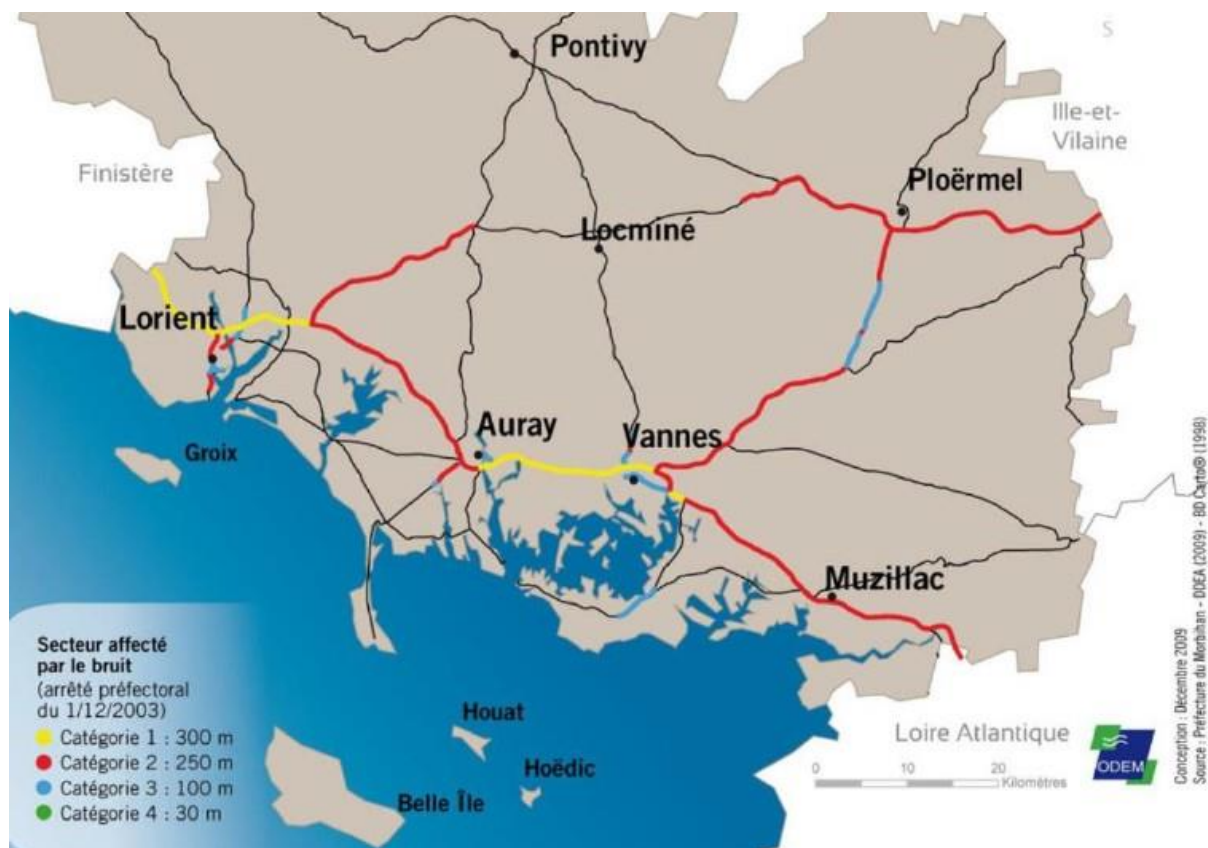 S
Pontivy
Ille-et-
Vilaine
Finistère
Ploërmel
Locminé
Lorient
Auray
Vannes
Groix
Muzillac
Secteur affecté
par le bruit
(arrêté préfectoral
du 1/12/2003)
Catégorie 1 : 300 m
Catégorie 2 : 250 m
Catégorie 3 : 100 m
Catégorie 4 : 30 m
Houat
Hoëdic
Belle Île
Loire Atlantique
0 10 20
Kilomètres
ODEM
Conception : Décembre 2009
Source : Préfecture du Morbihan - DDEA (2009) - BD Carto® (1998)